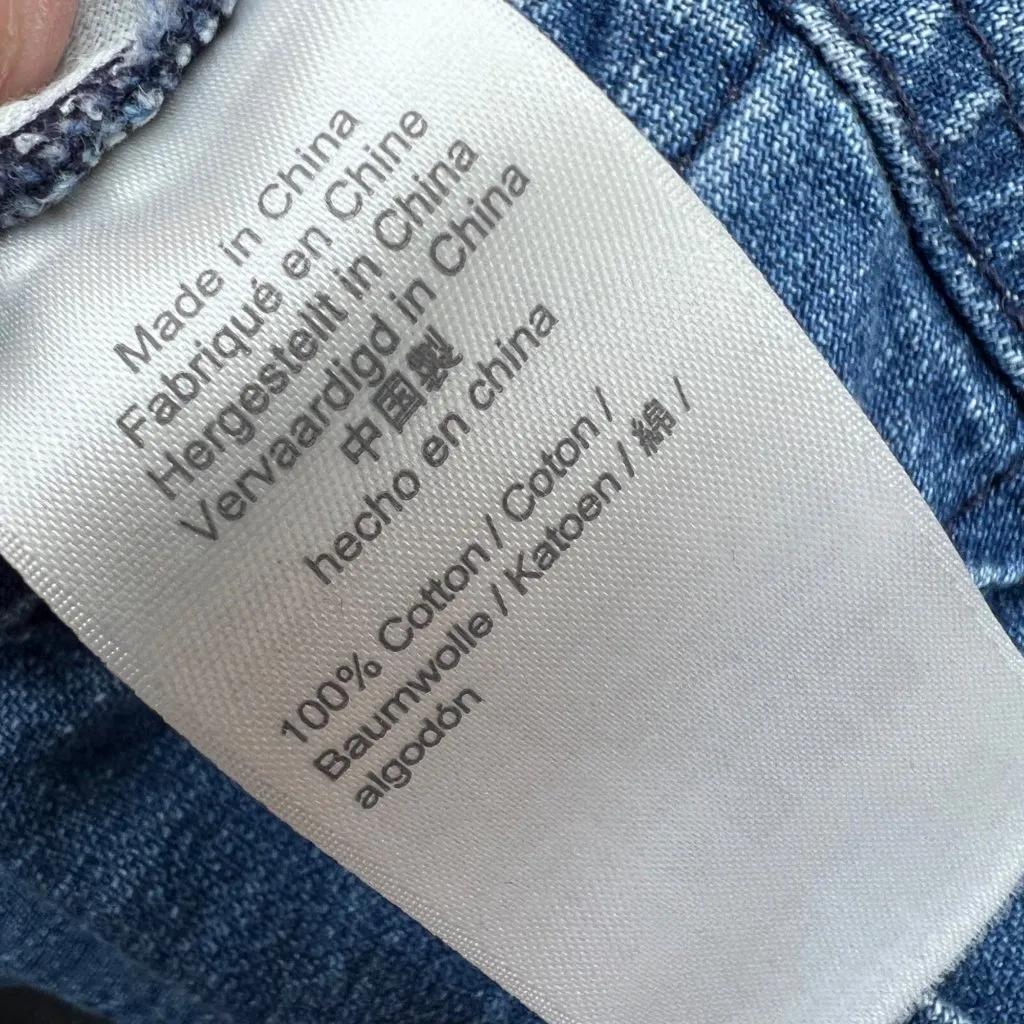 Made in China
Fabriqué en Chine
Hergestellt in China
Vervaardigd in China
中国製
hecho en china
100% Cotton / Coton /
Baumwolle / Katoen / 綿 /
algodón